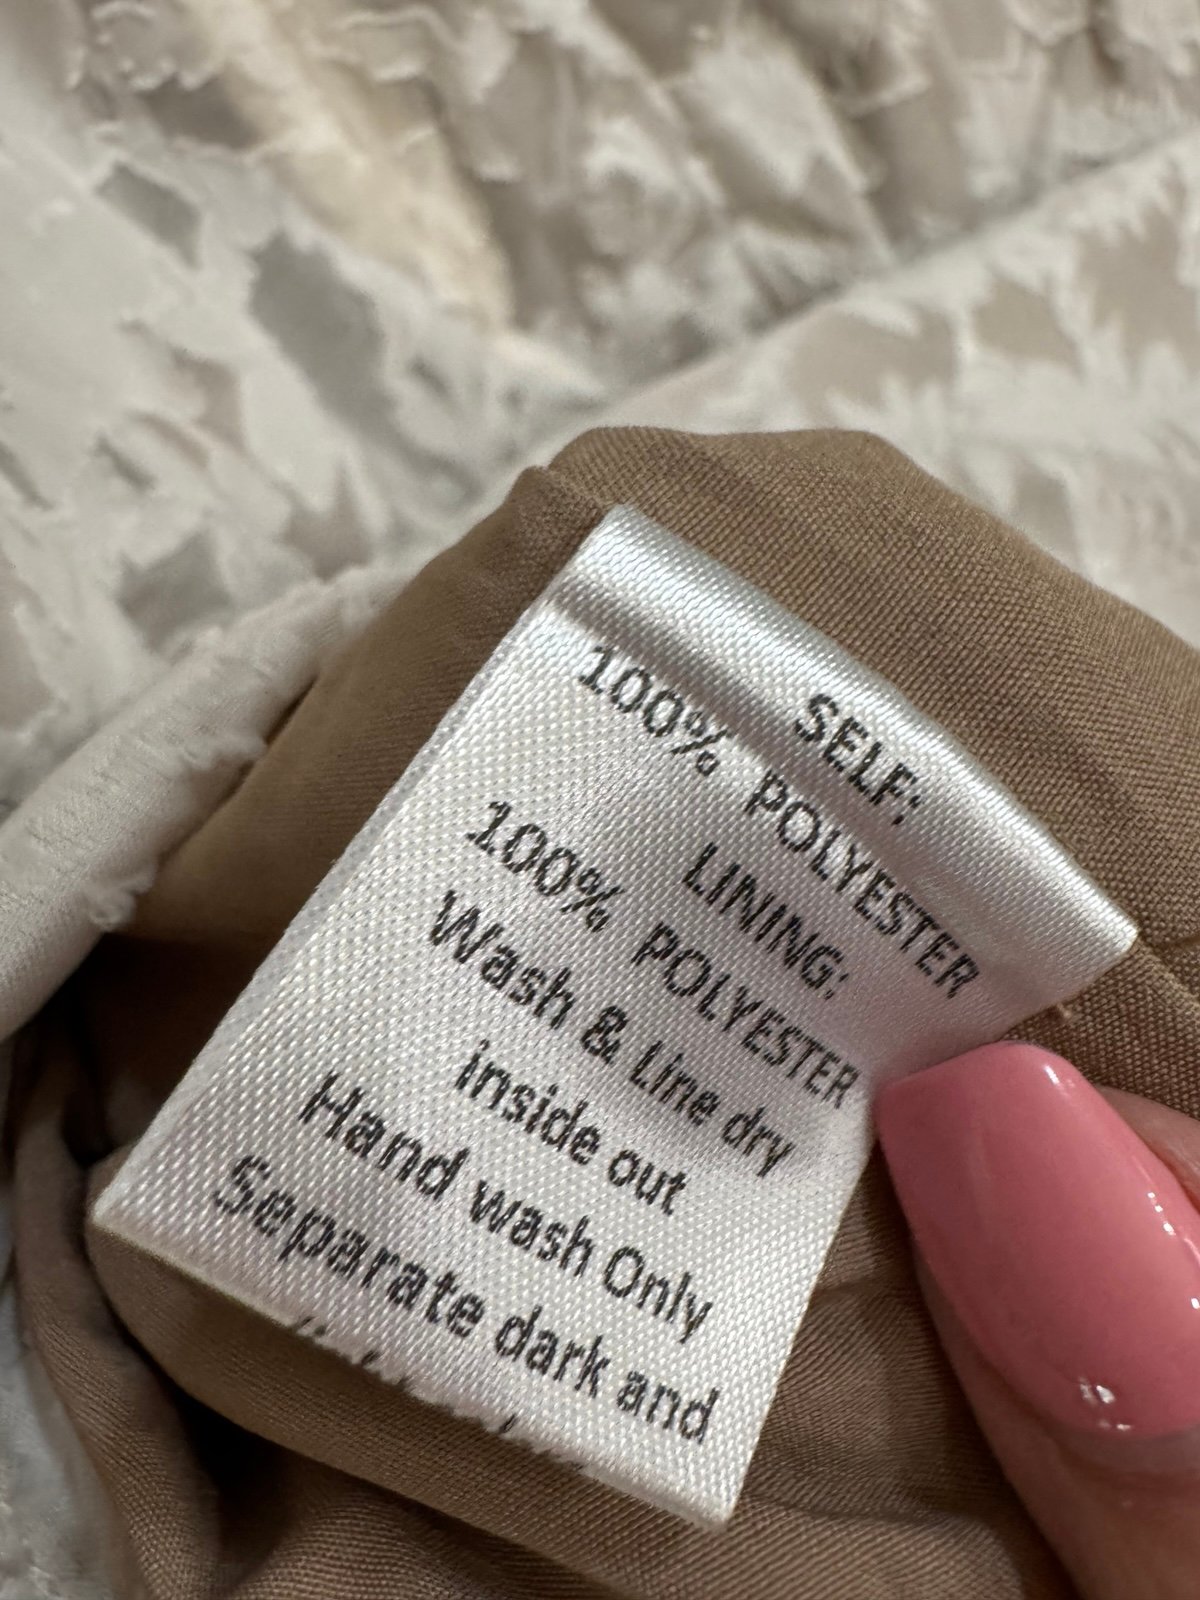 SELF:
100% POLYESTER
LINING:
100% POLYESTER
Wash & Line dry
inside out
Hand wash Only
Separate dark and